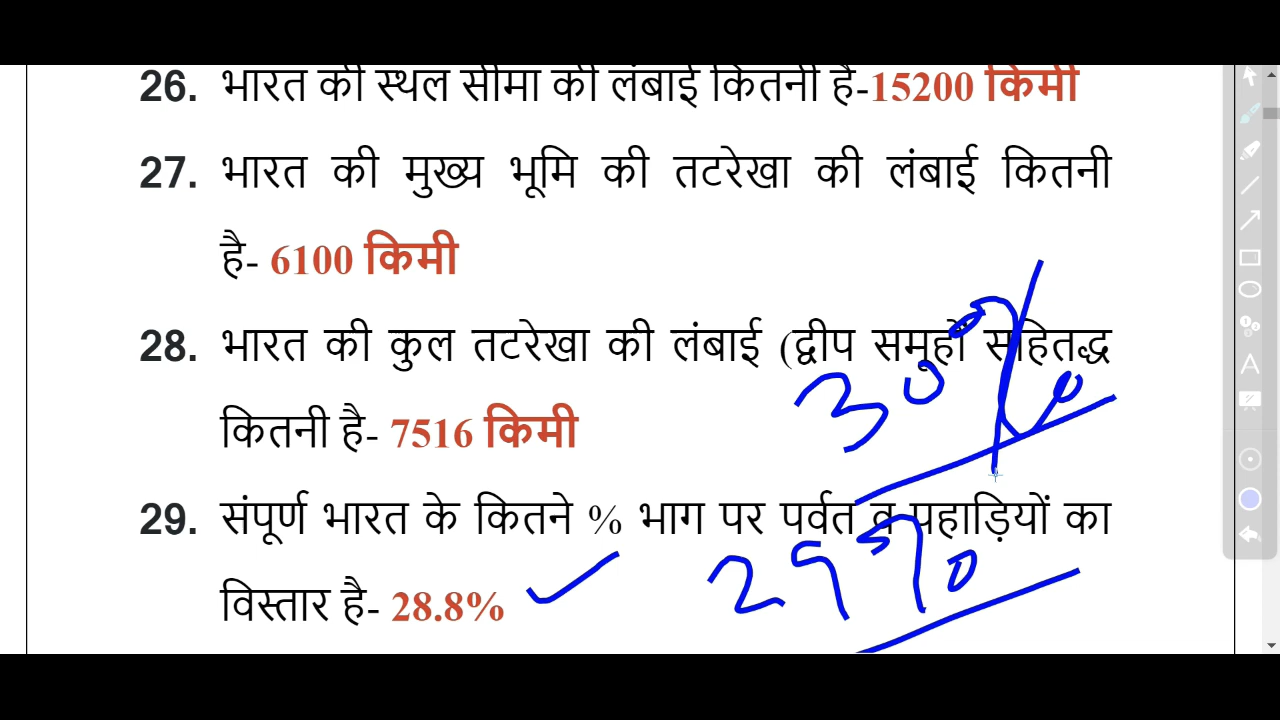 26. भारत की स्थल सीमा की लंबाई कितनी है-15200 किमी
27. भारत की मुख्य भूमि की तटरेखा की लंबाई कितनी
है- 6100 किमी
28. भारत की कुल तटरेखा की लंबाई (द्वीप समूहों सहितद्ध
कितनी है- 7516 किमी
30%
29. संपूर्ण भारत के कितने % भाग पर पर्वत व पहाड़ियों का
विस्तार है- 28.8%
29%